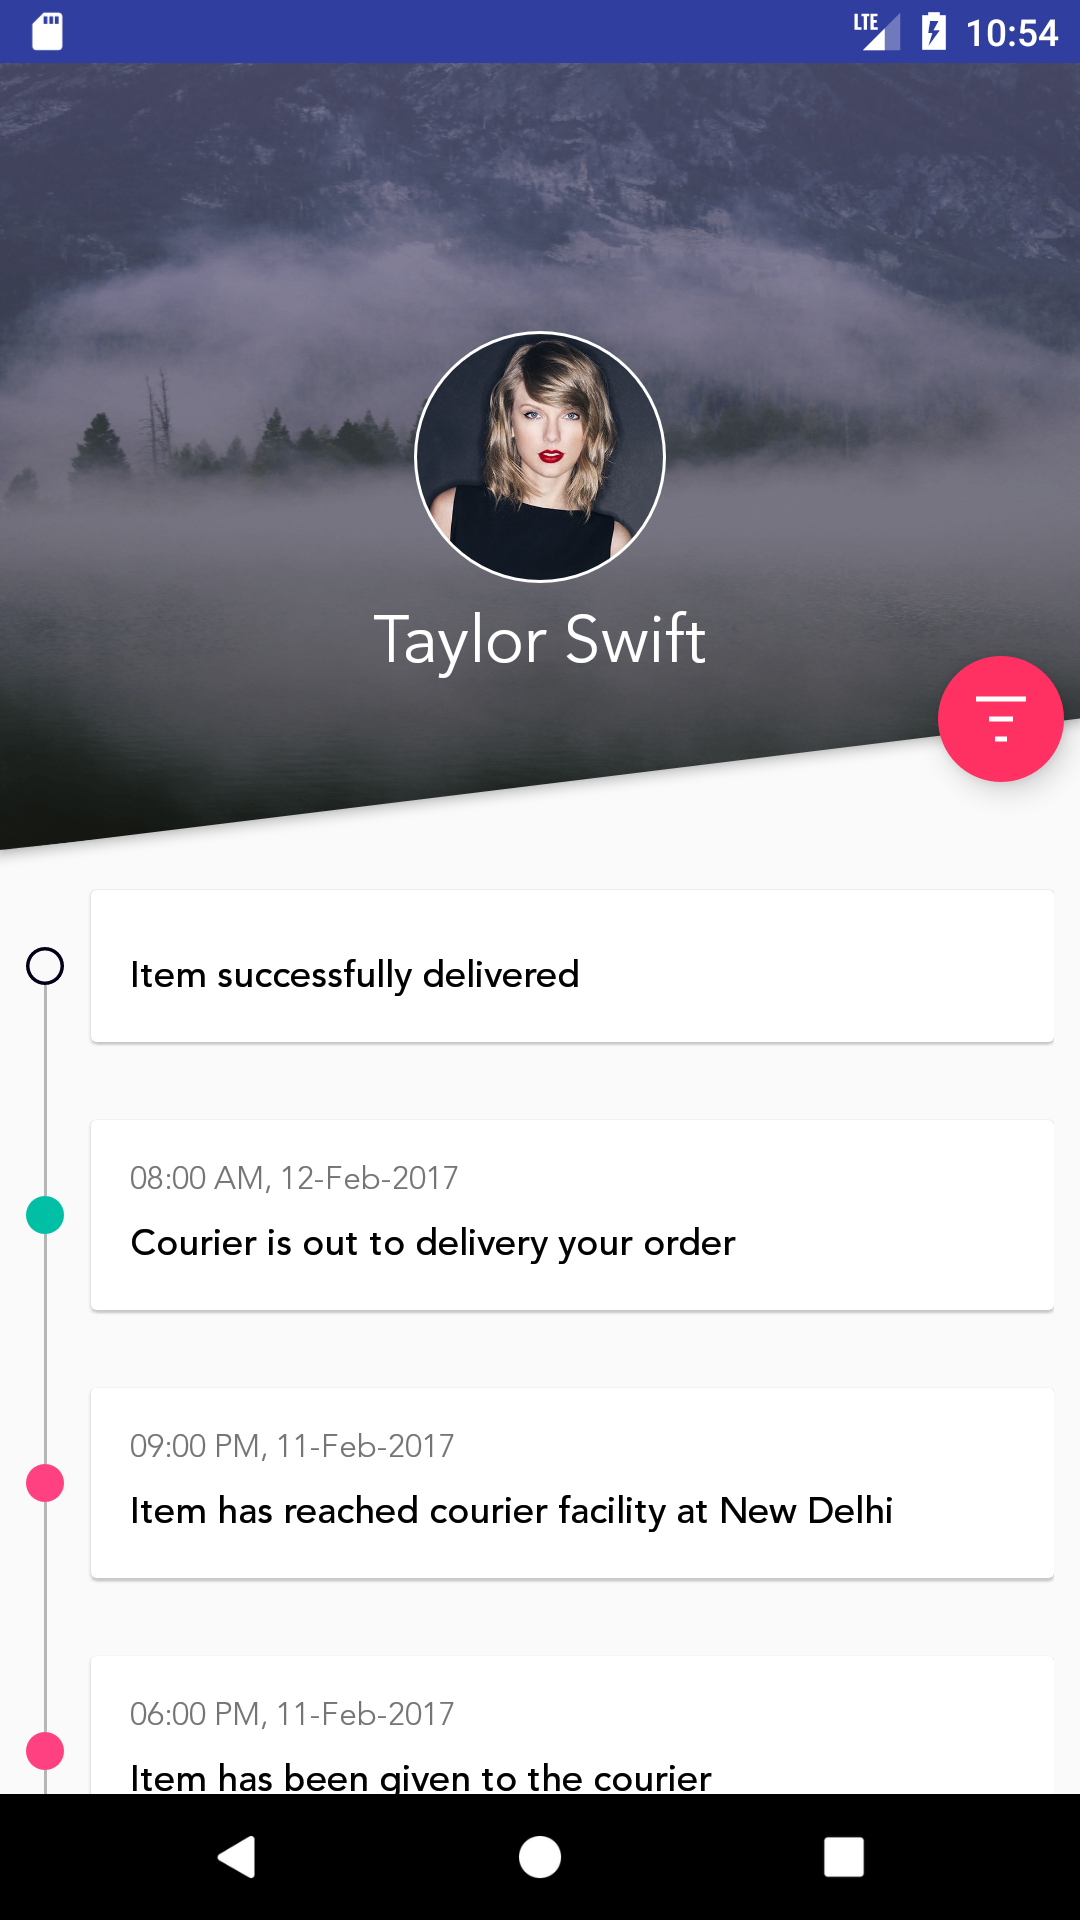 LTE 10:54
Taylor Swift
Item successfully delivered
08:00 AM, 12-Feb-2017
Courier is out to delivery your order
09:00 PM, 11-Feb-2017
Item has reached courier facility at New Delhi
06:00 PM, 11-Feb-2017
Item has been given to the courier